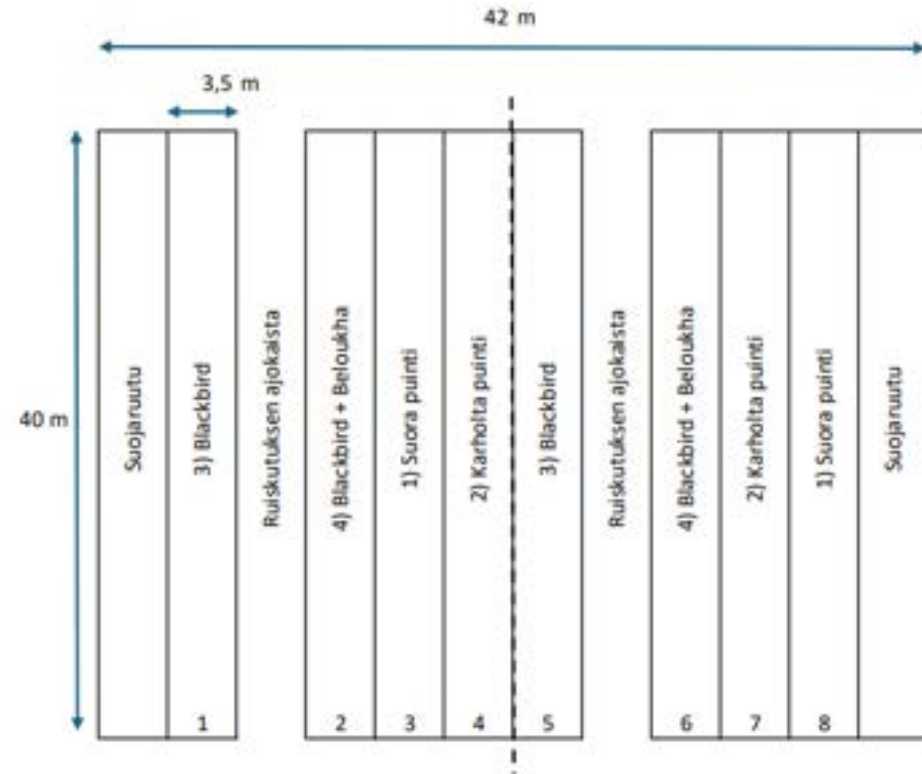 42 m
3,5 m
40 m
Suojaruutu
3) Blackbird
Ruiskutuksen ajokaista
4) Blackbird + Beloukha
1) Suora puinti
2) Karholta puinti
3) Blackbird
Ruiskutuksen ajokaista
4) Blackbird + Beloukha
2) Karholta puinti
1) Suora puinti
Suojaruutu
1
2
3
4
5
6
7
8